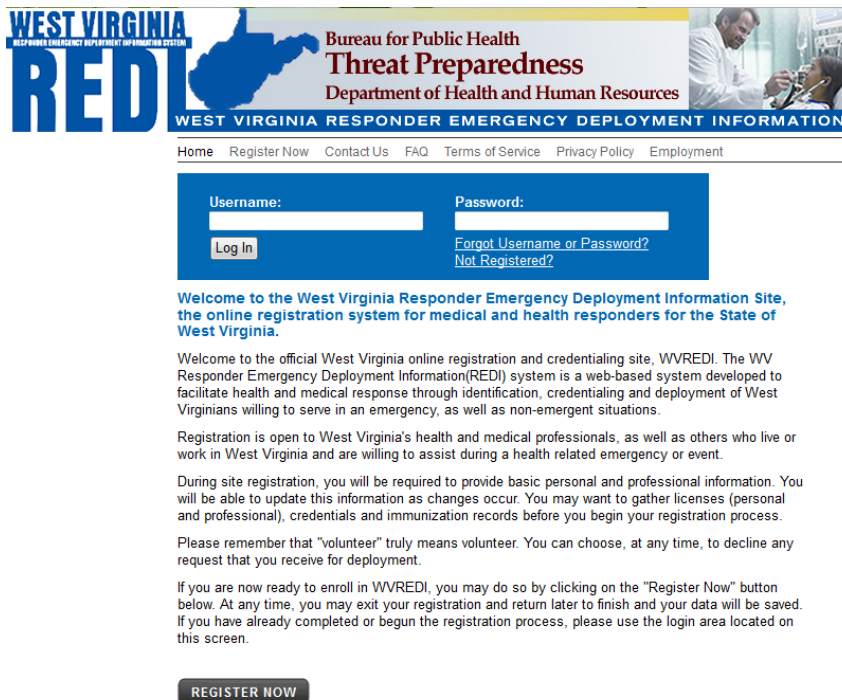 WEST VIRGINIA
RESPONDER EMERGENCY DEPLOYMENT INFORMATION SYSTEM
REDI
Bureau for Public Health
Threat Preparedness
Department of Health and Human Resources
WEST VIRGINIA RESPONDER EMERGENCY DEPLOYMENT INFORMATION
Home Register Now Contact Us FAQ Terms of Service Privacy Policy Employment
Username: Password:
Log In
Forgot Username or Password?
Not Registered?
Welcome to the West Virginia Responder Emergency Deployment Information Site,
the online registration system for medical and health responders for the State of
West Virginia.
Welcome to the official West Virginia online registration and credentialing site, WVREDI. The WV
Responder Emergency Deployment Information(REDI) system is a web-based system developed to
facilitate health and medical response through identification, credentialing and deployment of West
Virginians willing to serve in an emergency, as well as non-emergent situations.
Registration is open to West Virginia's health and medical professionals, as well as others who live or
work in West Virginia and are willing to assist during a health related emergency or event.
During site registration, you will be required to provide basic personal and professional information. You
will be able to update this information as changes occur. You may want to gather licenses (personal
and professional), credentials and immunization records before you begin your registration process.
Please remember that "volunteer" truly means volunteer. You can choose, at any time, to decline any
request that you receive for deployment.
If you are now ready to enroll in WVREDI, you may do so by clicking on the "Register Now" button
below. At any time, you may exit your registration and return later to finish and your data will be saved.
If you have already completed or begun the registration process, please use the login area located on
this screen.
REGISTER NOW